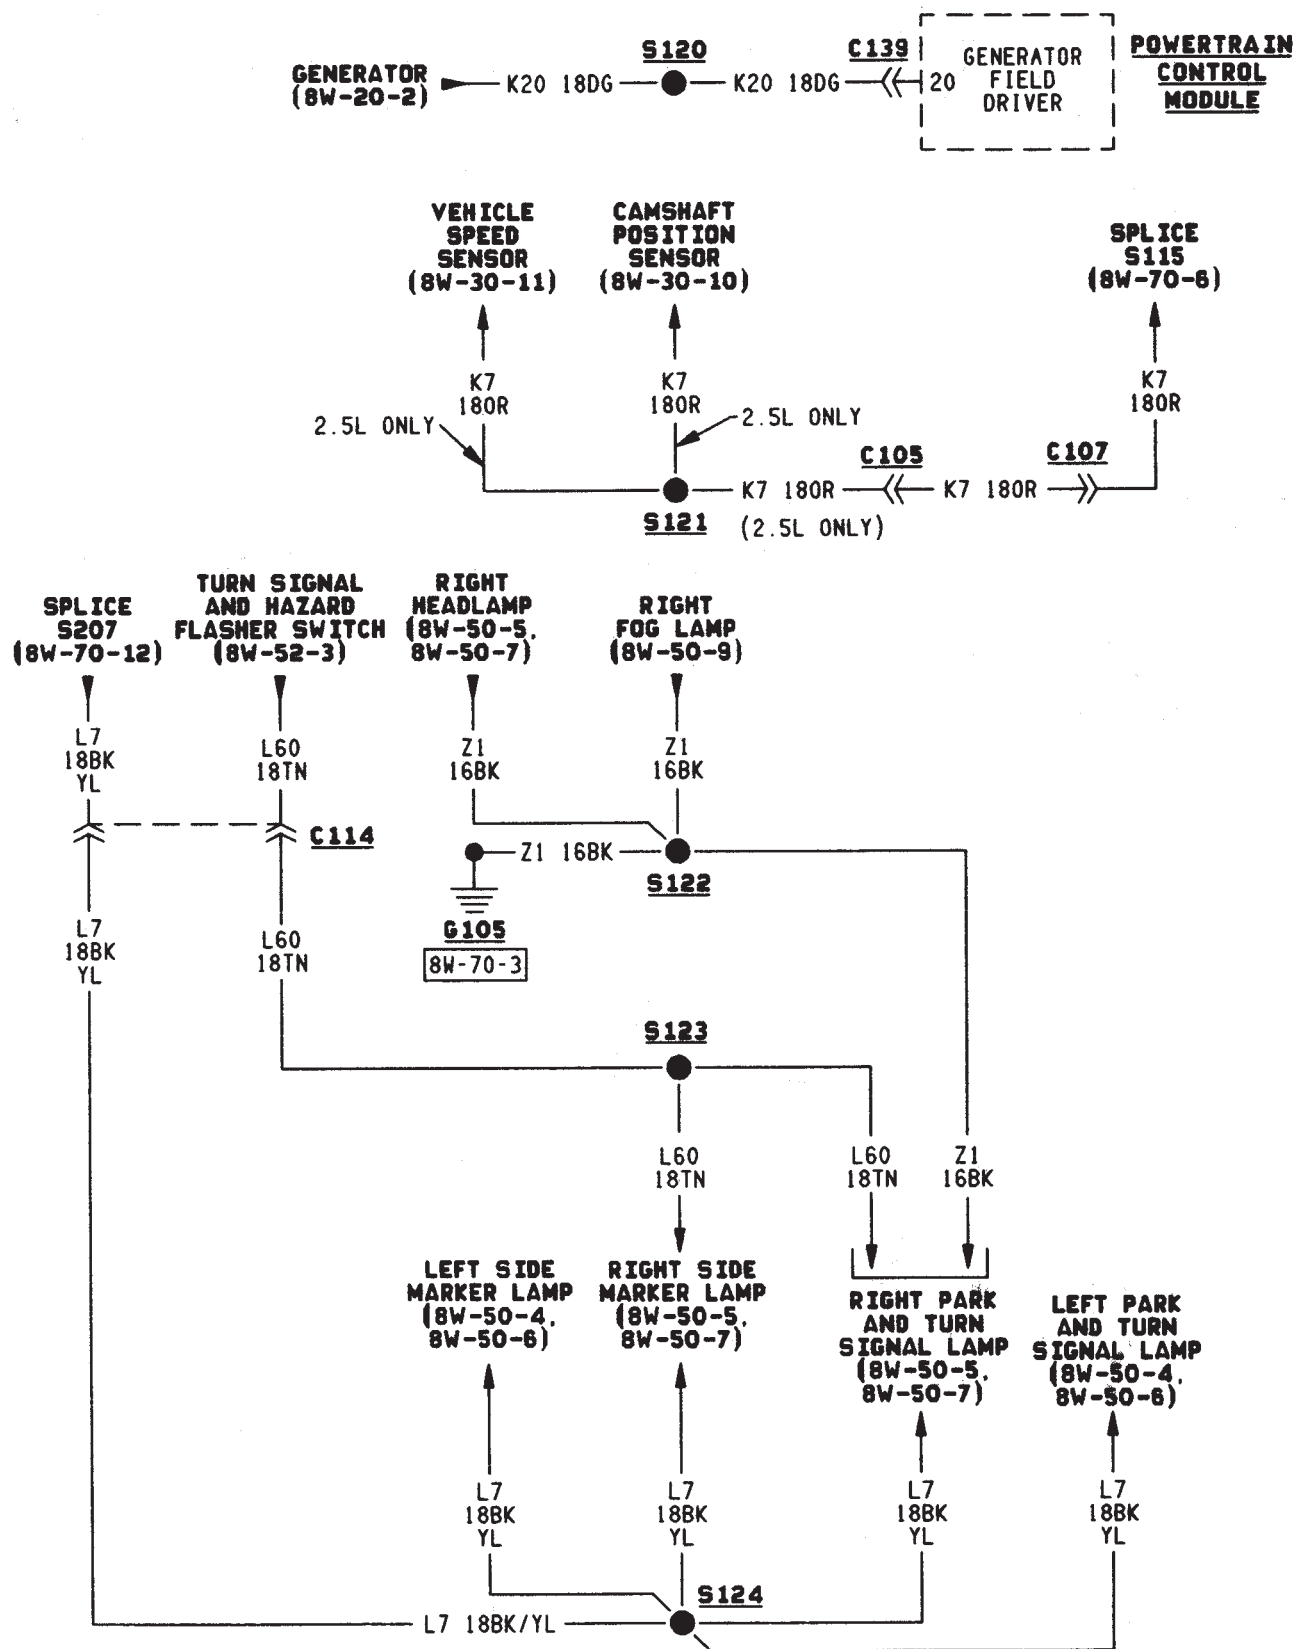 S120
C139
GENERATOR
(8W-20-2)
K20 18DG
K20 18DG
20
GENERATOR
FIELD
DRIVER
POWERTRAIN
CONTROL
MODULE
VEHICLE
SPEED
SENSOR
(8W-30-11)
CAMSHAFT
POSITION
SENSOR
(8W-30-10)
SPLICE
S115
(8W-70-6)
K7
18OR
K7
18OR
K7
18OR
2.5L ONLY
2.5L ONLY
C105
C107
K7 18OR
K7 18OR
S121
(2.5L ONLY)
SPLICE
S207
(8W-70-12)
TURN SIGNAL
AND HAZARD
FLASHER SWITCH
(8W-52-3)
RIGHT
HEADLAMP
(8W-50-5,
8W-50-7)
RIGHT
FOG LAMP
(8W-50-9)
L7
18BK
YL
L60
18TN
Z1
16BK
Z1
16BK
C114
Z1 16BK
S122
G105
8W-70-3
L7
18BK
YL
L60
18TN
S123
L60
18TN
L60
18TN
Z1
16BK
LEFT SIDE
MARKER LAMP
(8W-50-4,
8W-50-6)
RIGHT SIDE
MARKER LAMP
(8W-50-5,
8W-50-7)
RIGHT PARK
AND TURN
SIGNAL LAMP
(8W-50-5,
8W-50-7)
LEFT PARK
AND TURN
SIGNAL LAMP
(8W-50-4,
8W-50-6)
L7
18BK
YL
L7
18BK
YL
L7
18BK
YL
L7
18BK
YL
S124
L7 18BK/YL